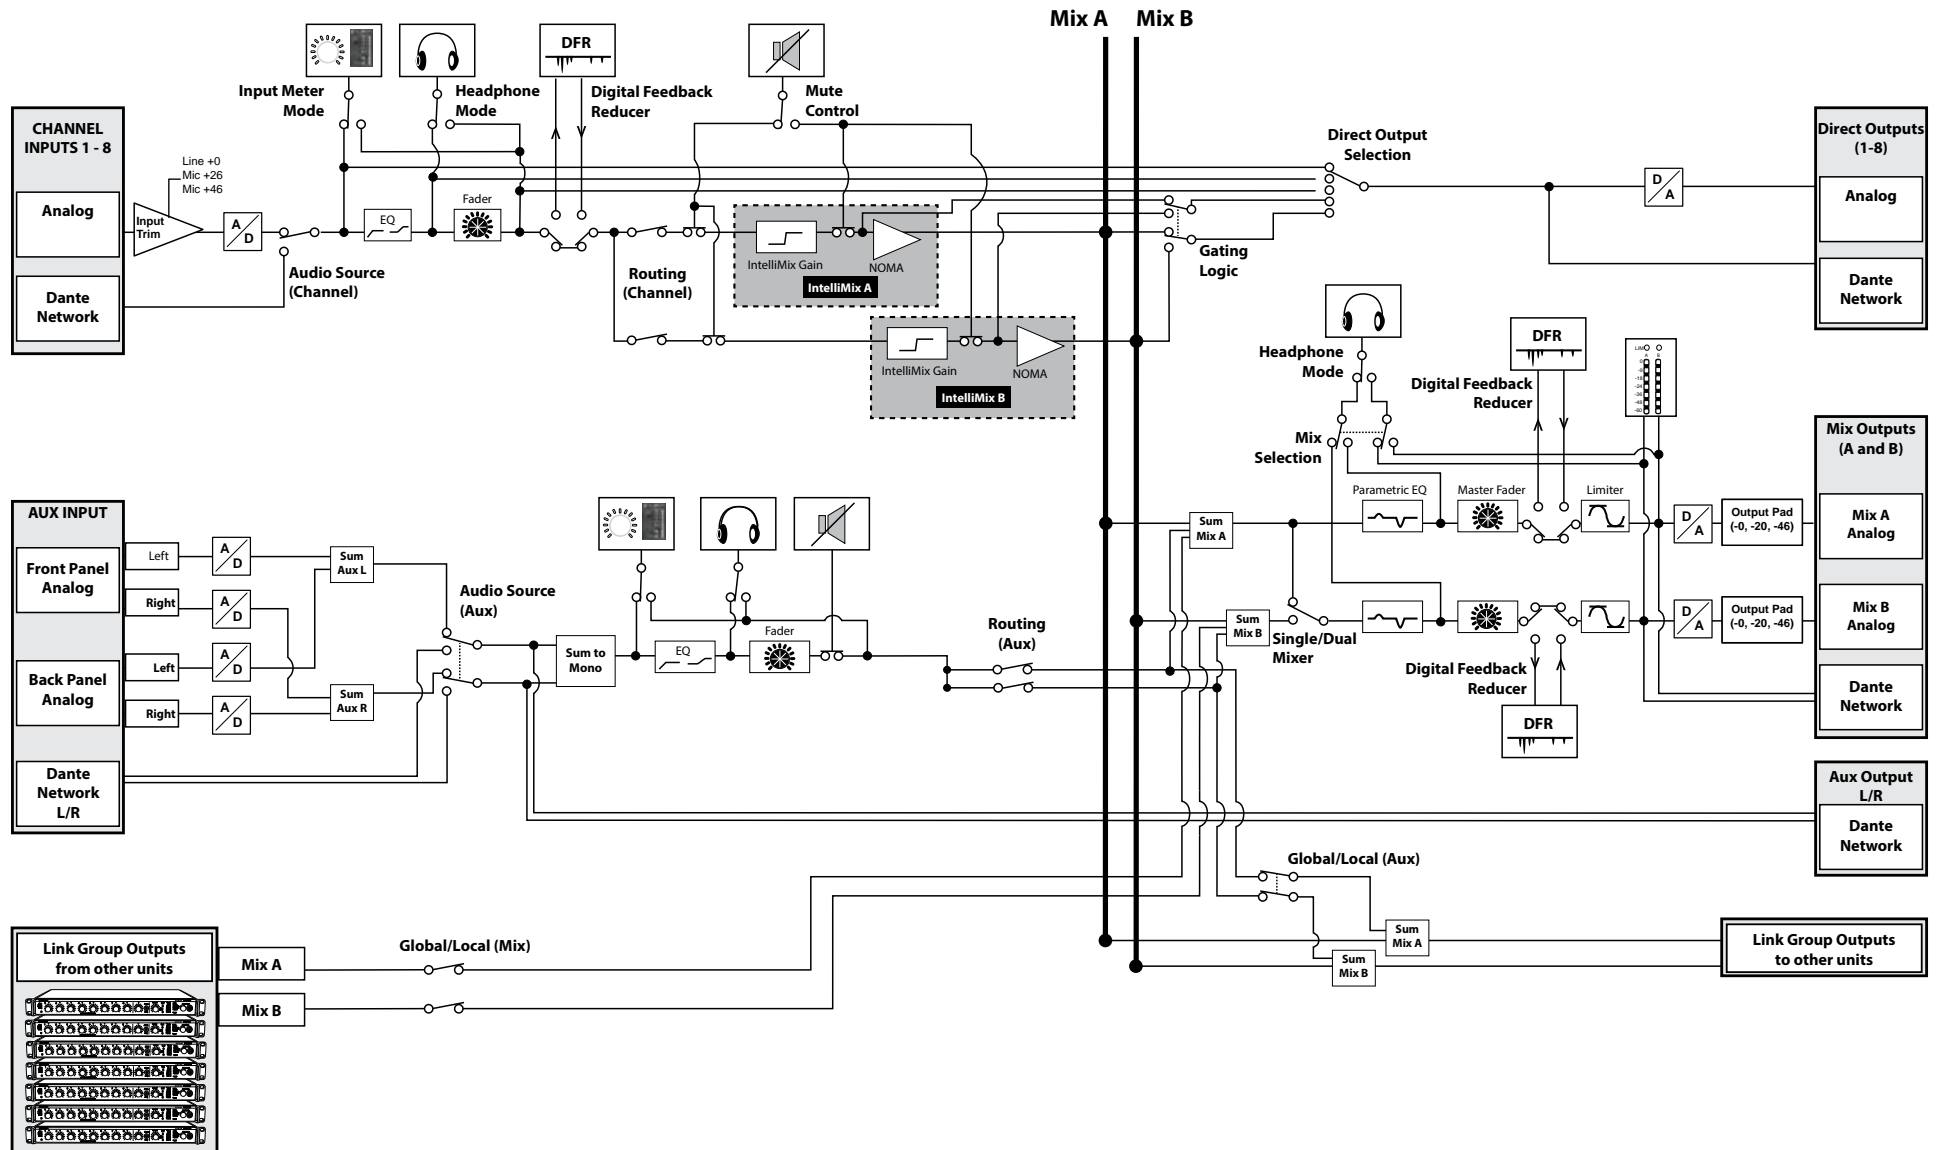 Mix A
Mix B
DFR
Input Meter
Mode
Headphone
Mode
Digital Feedback
Reducer
Mute
Control
CHANNEL
INPUTS 1 - 8
Analog
Dante
Network
Line +0
Mic +26
Mic +46
Input
Trim
A
D
Audio Source
(Channel)
EQ
Fader
Routing
(Channel)
IntelliMix Gain
NOMA
IntelliMix A
IntelliMix Gain
NOMA
IntelliMix B
Direct Output
Selection
Gating
Logic
D
A
Direct Outputs
(1-8)
Analog
Dante
Network
Headphone
Mode
Mix
Selection
Digital Feedback
Reducer
DFR
LIM
A
B
Sum
Mix A
Parametric EQ
Master Fader
Limiter
D
A
Output Pad
(-0, -20, -46)
Sum
Mix B
Single/Dual
Mixer
D
A
Output Pad
(-0, -20, -46)
Digital Feedback
Reducer
DFR
Mix Outputs
(A and B)
Mix A
Analog
Mix B
Analog
Dante
Network
AUX INPUT
Front Panel
Analog
Left
Right
Back Panel
Analog
Left
Right
Dante
Network
L/R
A
D
A
D
A
D
A
D
Sum
Aux L
Sum
Aux R
Audio Source
(Aux)
Sum to
Mono
EQ
Fader
Routing
(Aux)
Aux Output
L/R
Dante
Network
Global/Local (Aux)
Sum
Mix A
Sum
Mix B
Link Group Outputs
to other units
Link Group Outputs
from other units
Mix A
Mix B
Global/Local (Mix)